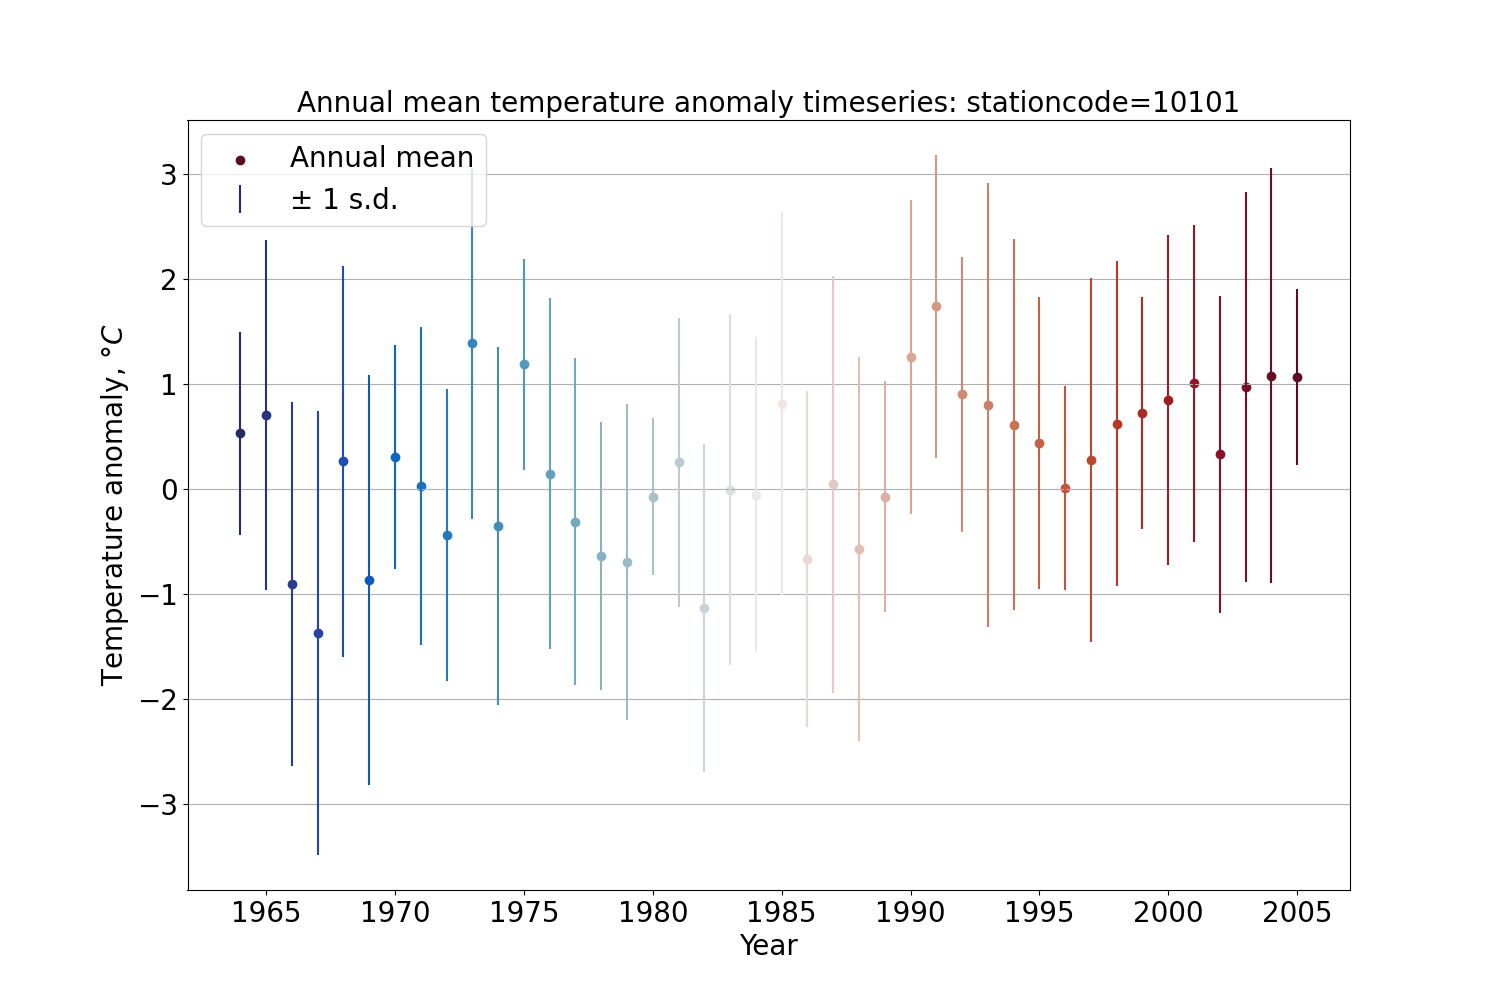 Annual mean temperature anomaly timeseries: stationcode=10101
Annual mean
± 1 s.d.
Temperature anomaly, °C
3
2
1
0
−1
−2
−3
1965 1970 1975 1980 1985 1990 1995 2000 2005
Year